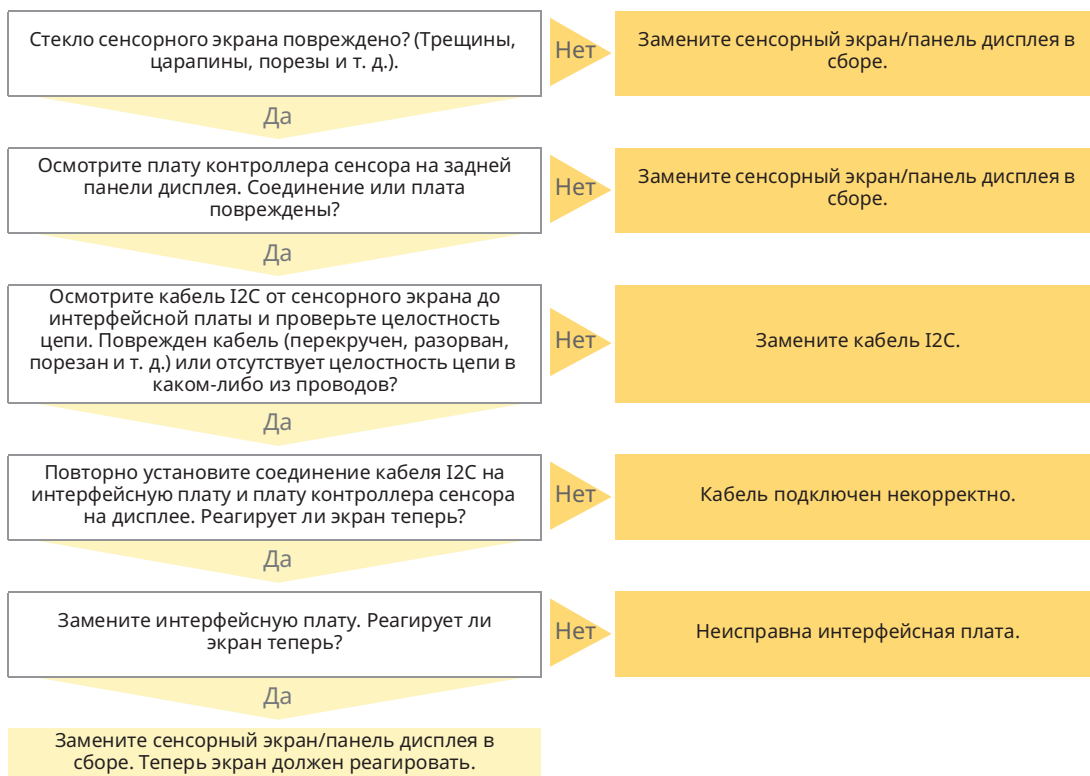 Стекло сенсорного экрана повреждено? (Трещины,
царапины, порезы и т. д.).
Нет
Замените сенсорный экран/панель дисплея в
сборе.
Да
Осмотрите плату контроллера сенсора на задней
панели дисплея. Соединение или плата
повреждены?
Нет
Замените сенсорный экран/панель дисплея в
сборе.
Да
Осмотрите кабель I2C от сенсорного экрана до
интерфейсной платы и проверьте целостность
цепи. Поврежден кабель (перекручен, разорван,
порезан и т. д.) или отсутствует целостность цепи в
каком-либо из проводов?
Нет
Замените кабель I2C.
Да
Повторно установите соединение кабеля I2C на
интерфейсную плату и плату контроллера сенсора
на дисплее. Реагирует ли экран теперь?
Нет
Кабель подключен некорректно.
Да
Замените интерфейсную плату. Реагирует ли
экран теперь?
Нет
Неисправна интерфейсная плата.
Да
Замените сенсорный экран/панель дисплея в
сборе. Теперь экран должен реагировать.